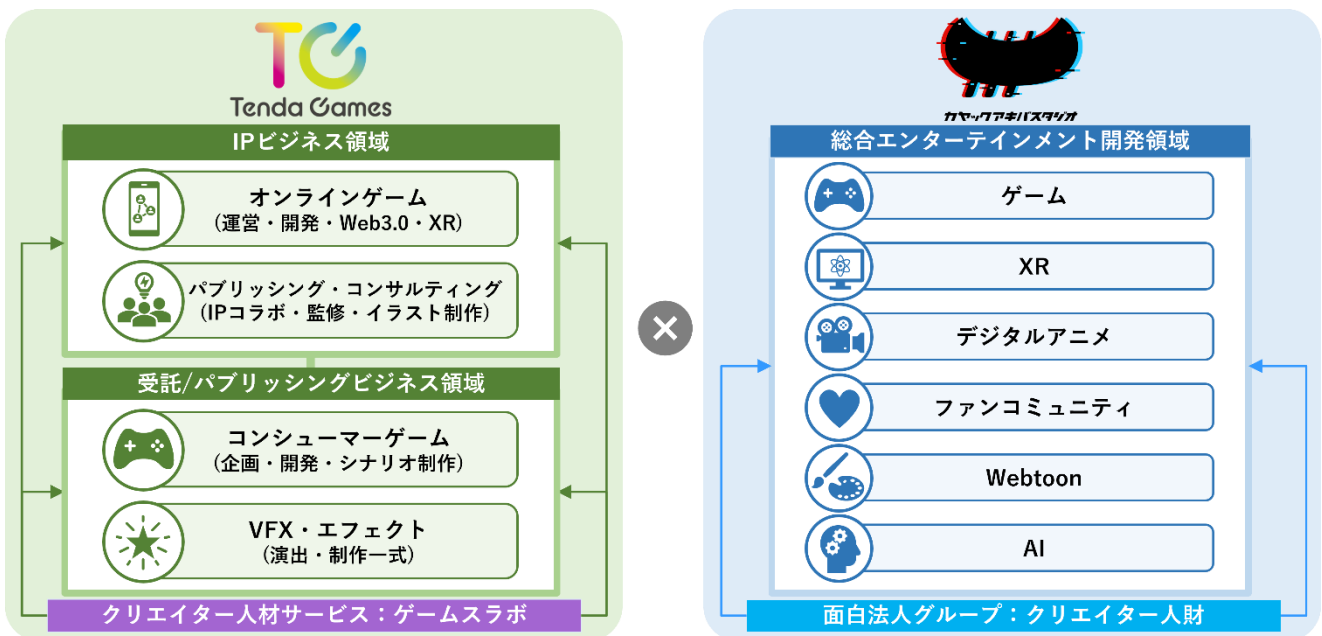 Tenda Games
IPビジネス領域
オンラインゲーム
(運営・開発・Web3.0・XR)
パブリッシング・コンサルティング
(IPコラボ・監修・イラスト制作)
受託/パブリッシングビジネス領域
コンシューマーゲーム
(企画・開発・シナリオ制作)
VFX・エフェクト
(演出・制作一式)
クリエイター人材サービス：ゲームスラボ
カヤックアキバスタジオ
総合エンターテインメント開発領域
ゲーム
XR
デジタルアニメ
ファンコミュニティ
Webtoon
AI
面白法人グループ：クリエイター人財